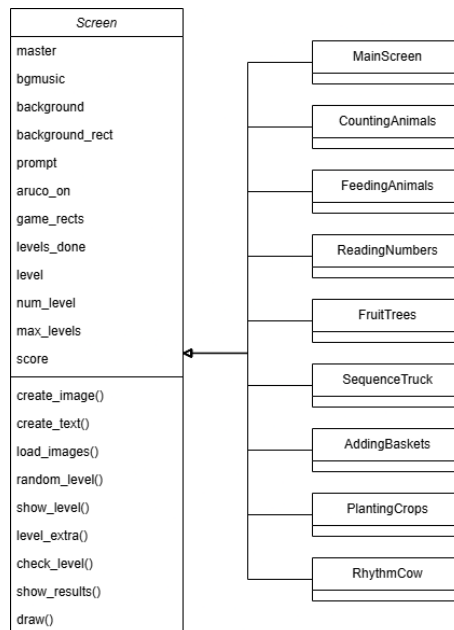 Screen
master
bgmusic
background
background_rect
prompt
aruco_on
game_rects
levels_done
level
num_level
max_levels
score
create_image()
create_text()
load_images()
random_level()
show_level()
level_extra()
check_level()
show_results()
draw()
MainScreen
CountingAnimals
FeedingAnimals
ReadingNumbers
FruitTrees
SequenceTruck
AddingBaskets
PlantingCrops
RhythmCow